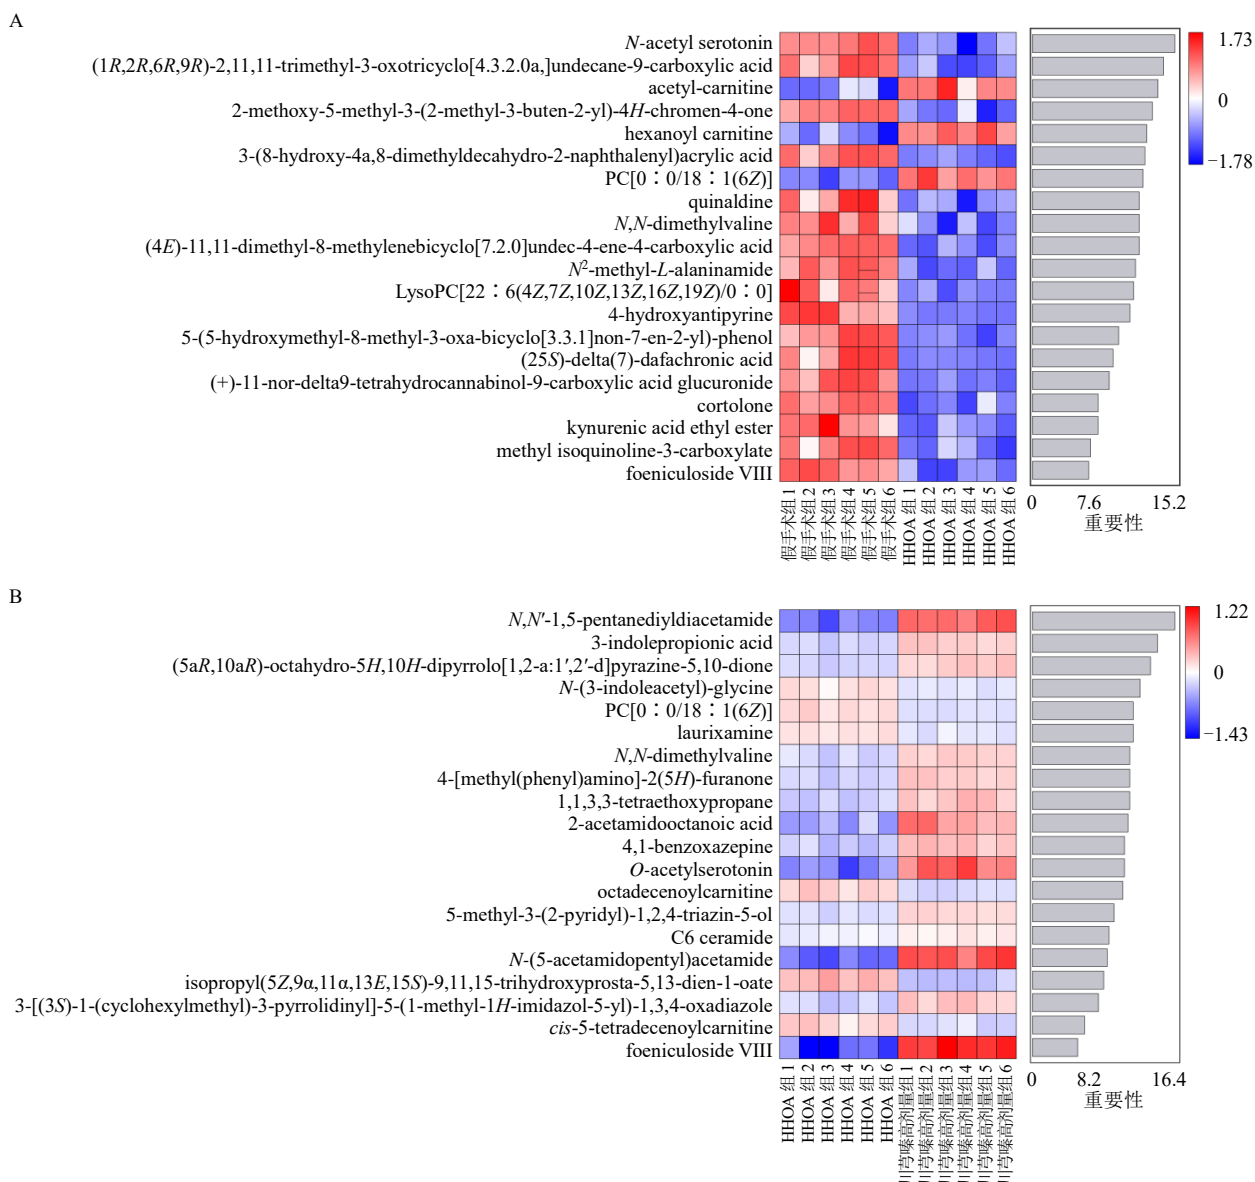 A
N-acetyl serotonin
(1R,2R,6R,9R)-2,11,11-trimethyl-3-oxotricyclo[4.3.2.0a,]undecane-9-carboxylic acid
acetyl-carnitine
2-methoxy-5-methyl-3-(2-methyl-3-buten-2-yl)-4H-chromen-4-one
hexanoyl carnitine
3-(8-hydroxy-4a,8-dimethyldecahydro-2-naphthalenyl)acrylic acid
PC[0∶0/18∶1(6Z)]
quinaldine
N,N-dimethylvaline
(4E)-11,11-dimethyl-8-methylenebicyclo[7.2.0]undec-4-ene-4-carboxylic acid
N²-methyl-L-alaninamide
LysoPC[22∶6(4Z,7Z,10Z,13Z,16Z,19Z)/0∶0]
4-hydroxyantipyrine
5-(5-hydroxymethyl-8-methyl-3-oxa-bicyclo[3.3.1]non-7-en-2-yl)-phenol
(25S)-delta(7)-dafachronic acid
(+)-11-nor-delta9-tetrahydrocannabinol-9-carboxylic acid glucuronide
cortolone
kynurenic acid ethyl ester
methyl isoquinoline-3-carboxylate
foeniculoside VIII
假手术组 1
假手术组 2
假手术组 3
假手术组 4
假手术组 5
假手术组 6
HHOA 组 1
HHOA 组 2
HHOA 组 3
HHOA 组 4
HHOA 组 5
HHOA 组 6
0 7.6 15.2
重要性
1.73
0
−1.78
B
N,N′-1,5-pentanediyldiacetamide
3-indolepropionic acid
(5aR,10aR)-octahydro-5H,10H-dipyrrolo[1,2-a:1′,2′-d]pyrazine-5,10-dione
N-(3-indoleacetyl)-glycine
PC[0∶0/18∶1(6Z)]
laurixamine
N,N-dimethylvaline
4-[methyl(phenyl)amino]-2(5H)-furanone
1,1,3,3-tetraethoxypropane
2-acetamidooctanoic acid
4,1-benzoxazepine
O-acetylserotonin
octadecenoylcarnitine
5-methyl-3-(2-pyridyl)-1,2,4-triazin-5-ol
C6 ceramide
N-(5-acetamidopentyl)acetamide
isopropyl(5Z,9α,11α,13E,15S)-9,11,15-trihydroxyprosta-5,13-dien-1-oate
3-[(3S)-1-(cyclohexylmethyl)-3-pyrrolidinyl]-5-(1-methyl-1H-imidazol-5-yl)-1,3,4-oxadiazole
cis-5-tetradecenoylcarnitine
foeniculoside VIII
HHOA 组 1
HHOA 组 2
HHOA 组 3
HHOA 组 4
HHOA 组 5
HHOA 组 6
川芎嗪高剂量组 1
川芎嗪高剂量组 2
川芎嗪高剂量组 3
川芎嗪高剂量组 4
川芎嗪高剂量组 5
川芎嗪高剂量组 6
0 8.2 16.4
重要性
1.22
0
−1.43